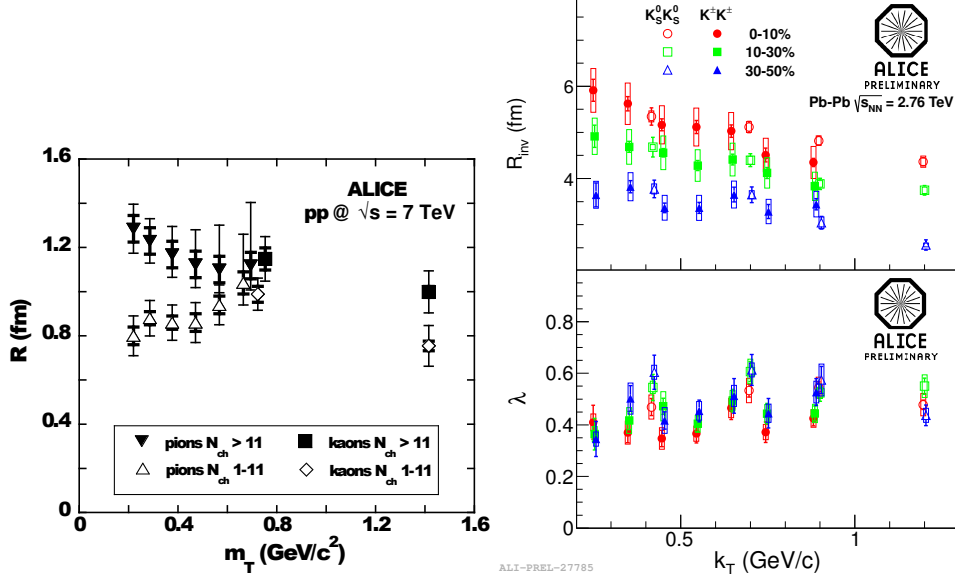 1.6
1.2
0.8
0.4
0
R (fm)
ALICE
pp @ √s = 7 TeV
pions N_ch > 11
kaons N_ch > 11
pions N_ch 1-11
kaons N_ch 1-11
0 0.4 0.8 1.2 1.6
m_T (GeV/c²)
K⁰_S K⁰_S K^±K^±
0-10%
10-30%
30-50%
ALICE
PRELIMINARY
Pb-Pb √s_NN = 2.76 TeV
R_inv (fm)
6
4
ALICE
PRELIMINARY
λ
0.8
0.6
0.4
0.2
0
0.5 1
k_T (GeV/c)
ALI-PREL-27785